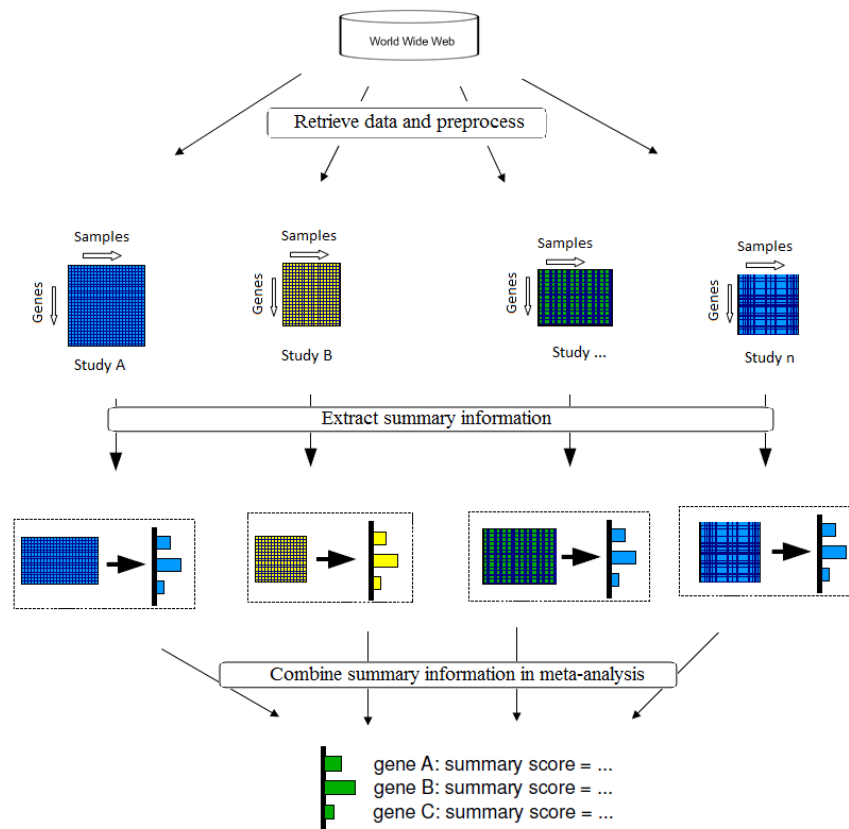 World Wide Web
Retrieve data and preprocess
Samples
Genes
Study A
Samples
Genes
Study B
Samples
Genes
Study ...
Samples
Genes
Study n
Extract summary information
Combine summary information in meta-analysis
gene A: summary score = ...
gene B: summary score = ...
gene C: summary score = ...